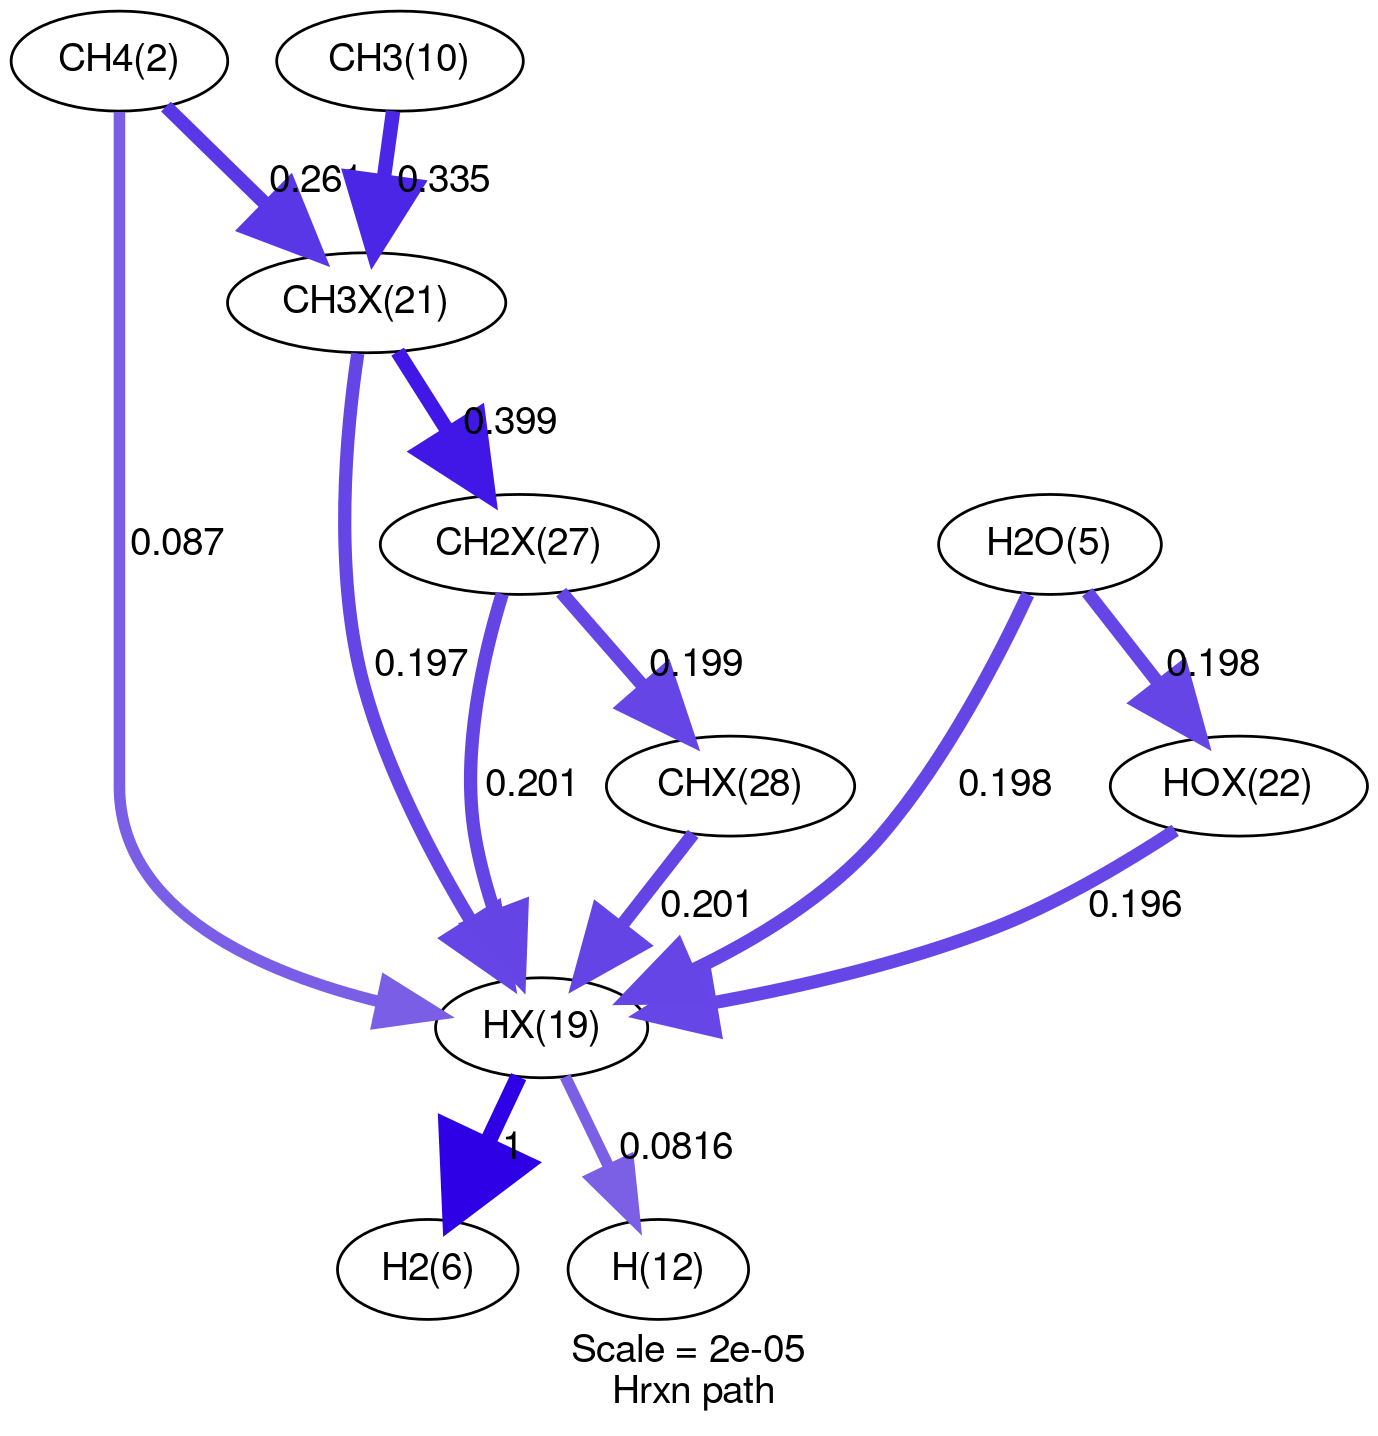 CH4(2)
CH3(10)
0.261
0.335
CH3X(21)
0.399
0.087
CH2X(27)
H2O(5)
0.197
0.199
0.198
0.201
CHX(28)
0.198
HOX(22)
0.201
0.196
HX(19)
1
0.0816
H2(6)
H(12)
Scale = 2e-05
Hrxn path